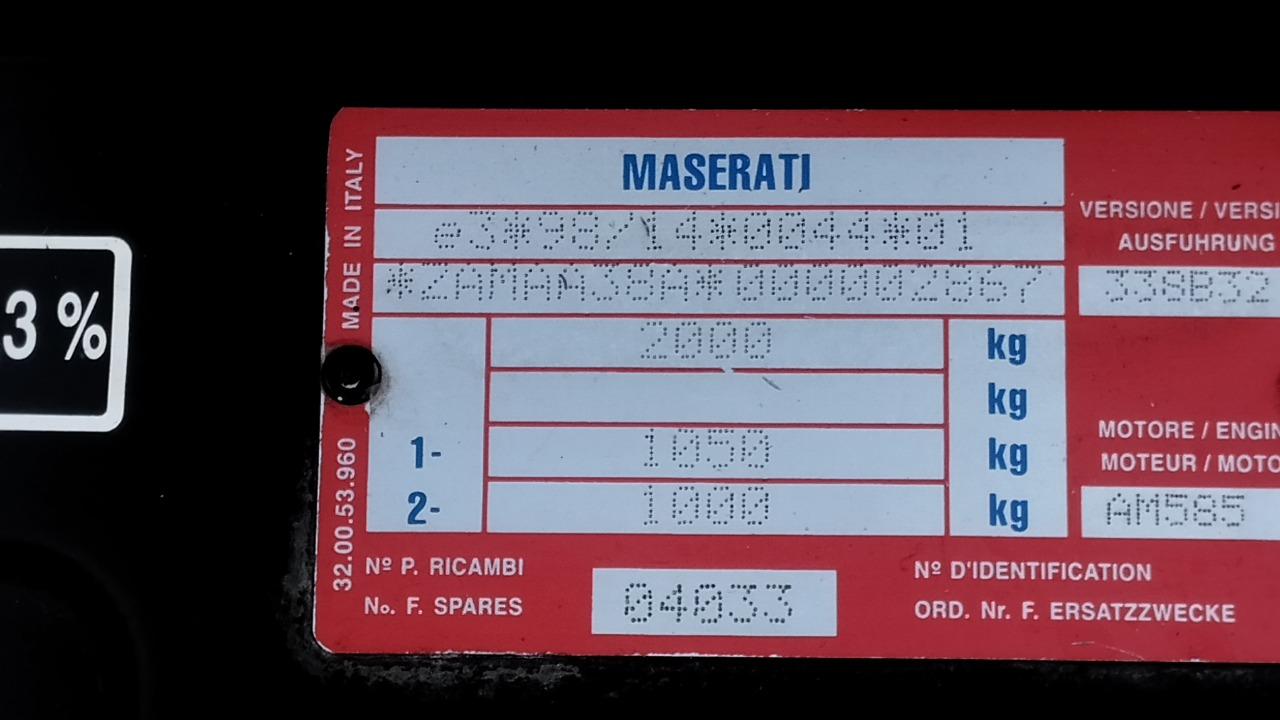 MASERATI
e3*98/14*0044*01
*ZAMAA38A*000002867
2000 kg
kg
1- 1050 kg
2- 1000 kg
MADE IN ITALY
32.00.53.960
Nº P. RICAMBI
No. F. SPARES
04033
Nº D'IDENTIFICATION
ORD. Nr. F. ERSATZZWECKE
VERSIONE / VERSI
AUSFUHRUNG
338B32
MOTORE / ENGIN
MOTEUR / MOTO
AM585
3 %